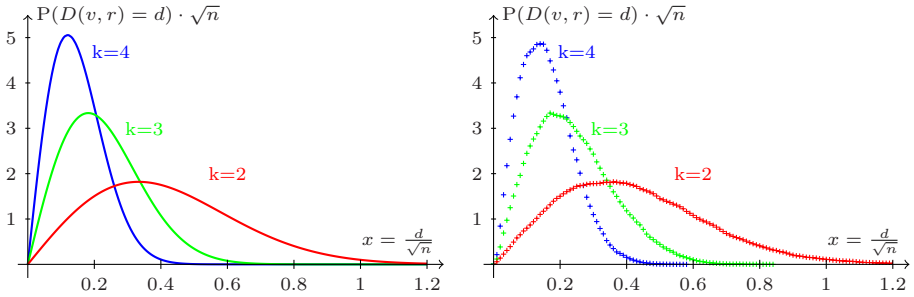 P(D(v, r) = d) · √n
5
4
3
2
1
k=4
k=3
k=2
x = d/√n
0.2 0.4 0.6 0.8 1 1.2
P(D(v, r) = d) · √n
5
4
3
2
1
k=4
k=3
k=2
x = d/√n
0.2 0.4 0.6 0.8 1 1.2